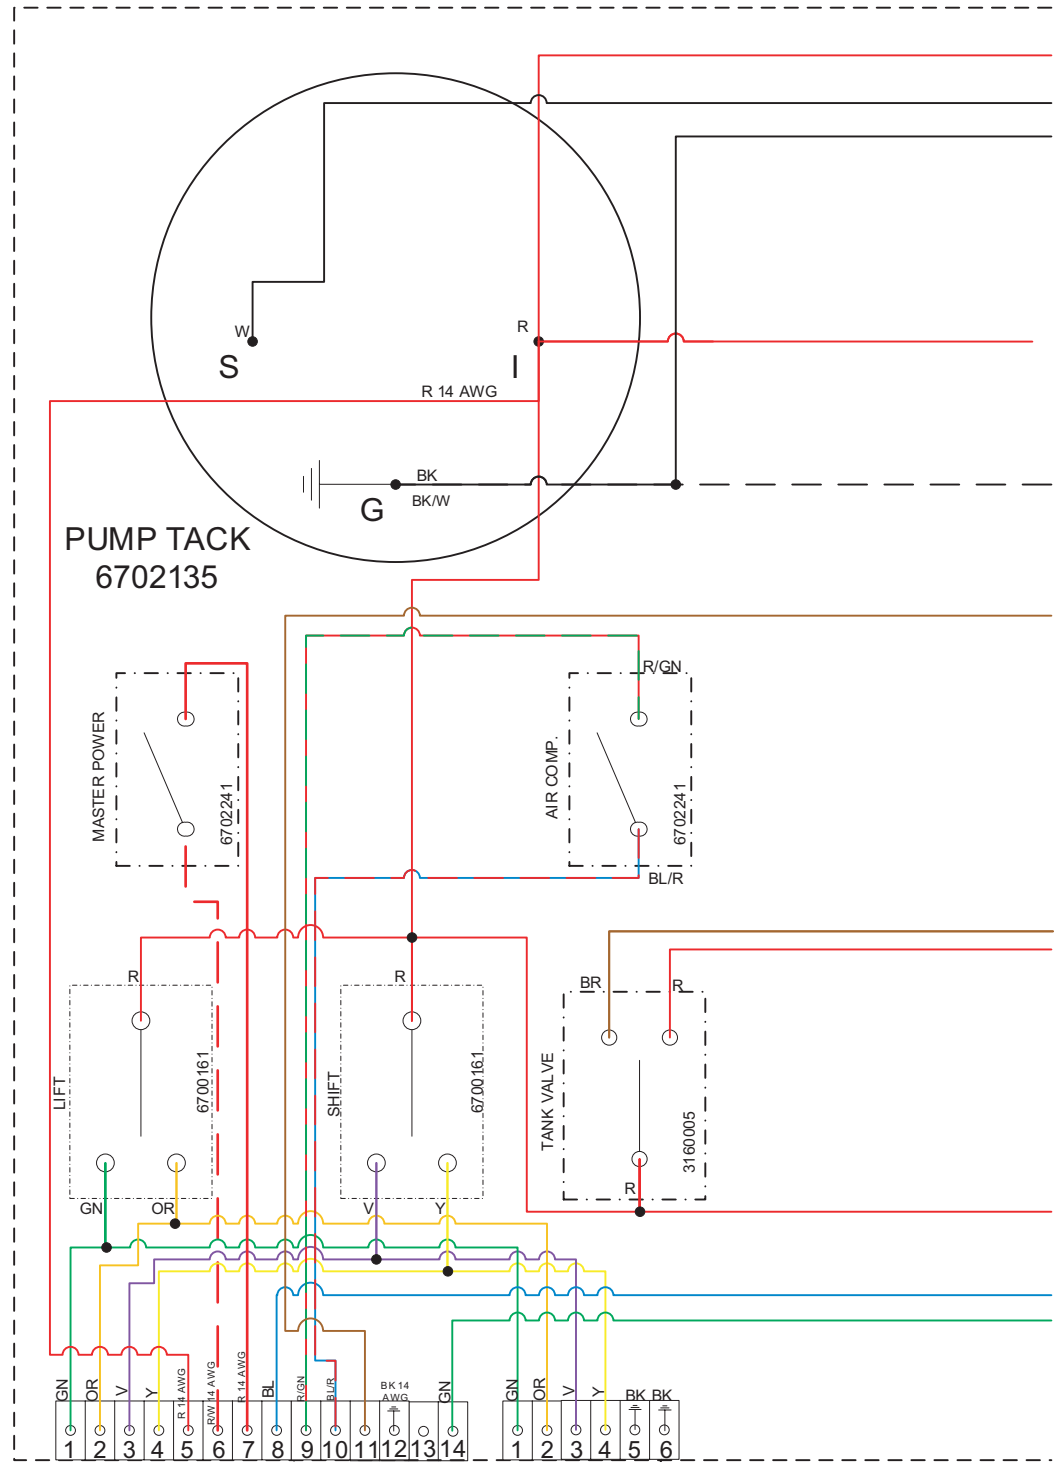 W
S
R
I
R 14 AWG
BK
BK/W
G
PUMP TACK
6702135
MASTER POWER
6702241
R/GN
AIR COMP.
6702241
BL/R
R
LIFT
6700161
GN
OR
R
SHIFT
6700161
V
Y
BR
R
TANK VALVE
3160005
R
GN
OR
V
Y
R 14 AWG
R/W 14 AWG
R 14 AWG
BL
R/GN
BL/R
BK 14
AWG
GN
GN
OR
V
Y
BK
BK
1 2 3 4 5 6 7 8 9 10 11 12 13 14
1 2 3 4 5 6